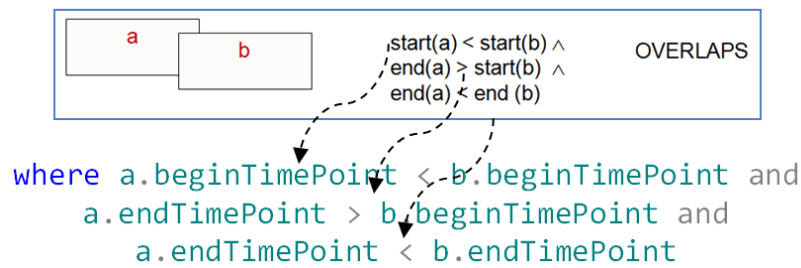 a
b
start(a) < start(b) ∧
end(a) > start(b) ∧
end(a) < end (b)
OVERLAPS
where a.beginTimePoint < b.beginTimePoint and
a.endTimePoint > b.beginTimePoint and
a.endTimePoint < b.endTimePoint